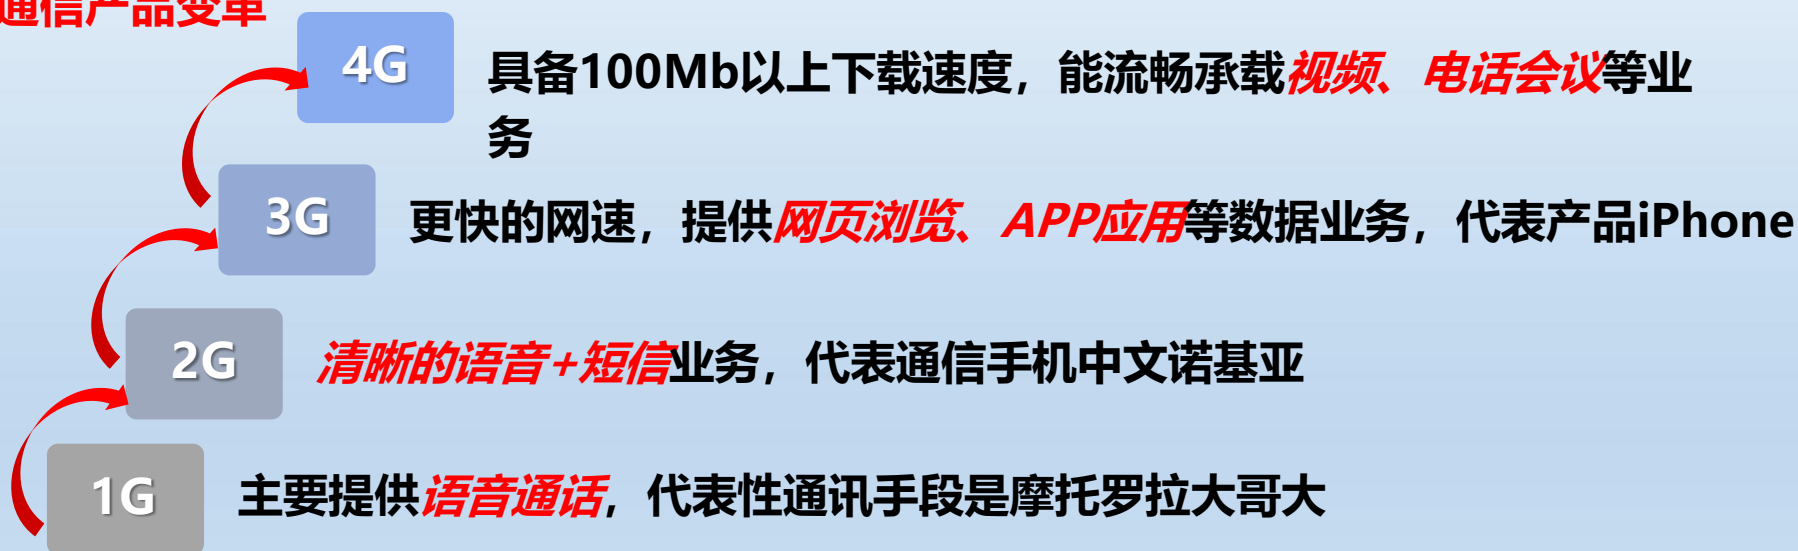 通信产品变革
4G
具备100Mb以上下载速度，能流畅承载视频、电话会议等业
务
3G
更快的网速，提供网页浏览、APP应用等数据业务，代表产品iPhone
2G
清晰的语音+短信业务，代表通信手机中文诺基亚
1G
主要提供语音通话，代表性通讯手段是摩托罗拉大哥大